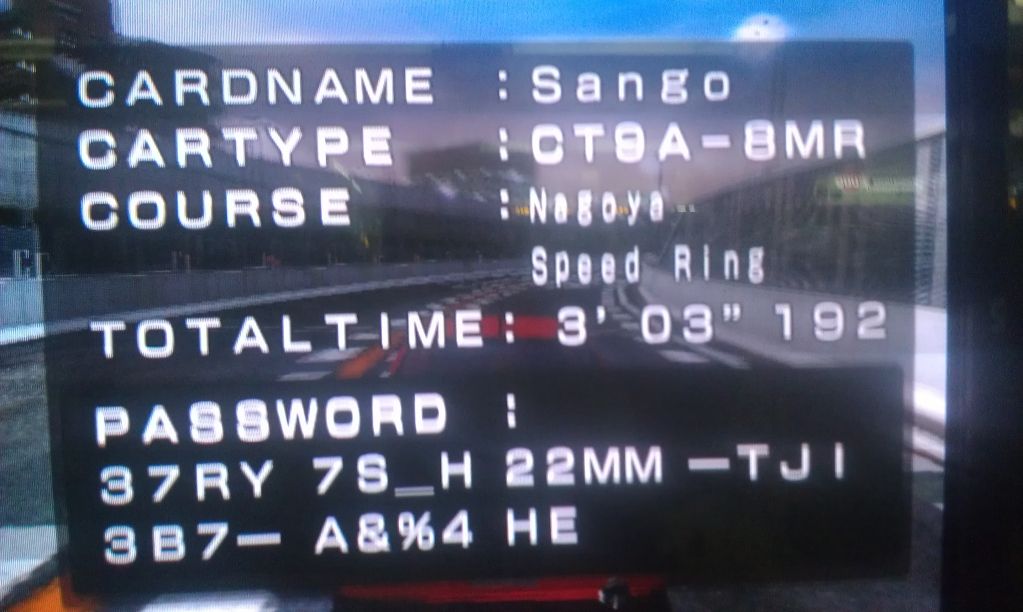 CARDNAME : Sango
CARTYPE : CT9A-8MR
COURSE : Nagoya
Speed Ring
TOTALTIME: 3'03"192
PASSWORD :
37RY 7S_H 22MM -TJI
3B7- A&%4 HE